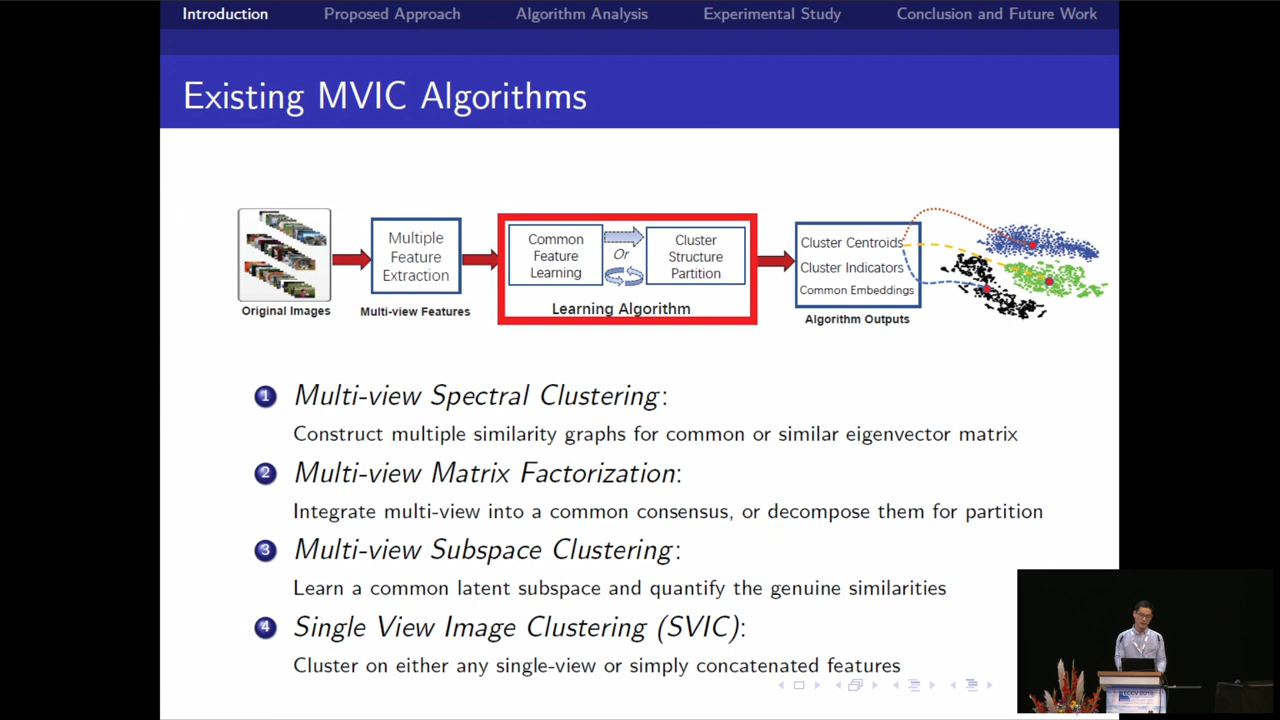 Introduction Proposed Approach Algorithm Analysis Experimental Study Conclusion and Future Work
Existing MVIC Algorithms
Original Images
Multiple
Feature
Extraction
Multi-view Features
Common
Feature
Learning
Or
Cluster
Structure
Partition
Learning Algorithm
Cluster Centroids
Cluster Indicators
Common Embeddings
Algorithm Outputs
1 Multi-view Spectral Clustering:
Construct multiple similarity graphs for common or similar eigenvector matrix
2 Multi-view Matrix Factorization:
Integrate multi-view into a common consensus, or decompose them for partition
3 Multi-view Subspace Clustering:
Learn a common latent subspace and quantify the genuine similarities
4 Single View Image Clustering (SVIC):
Cluster on either any single-view or simply concatenated features
ECCV 2018